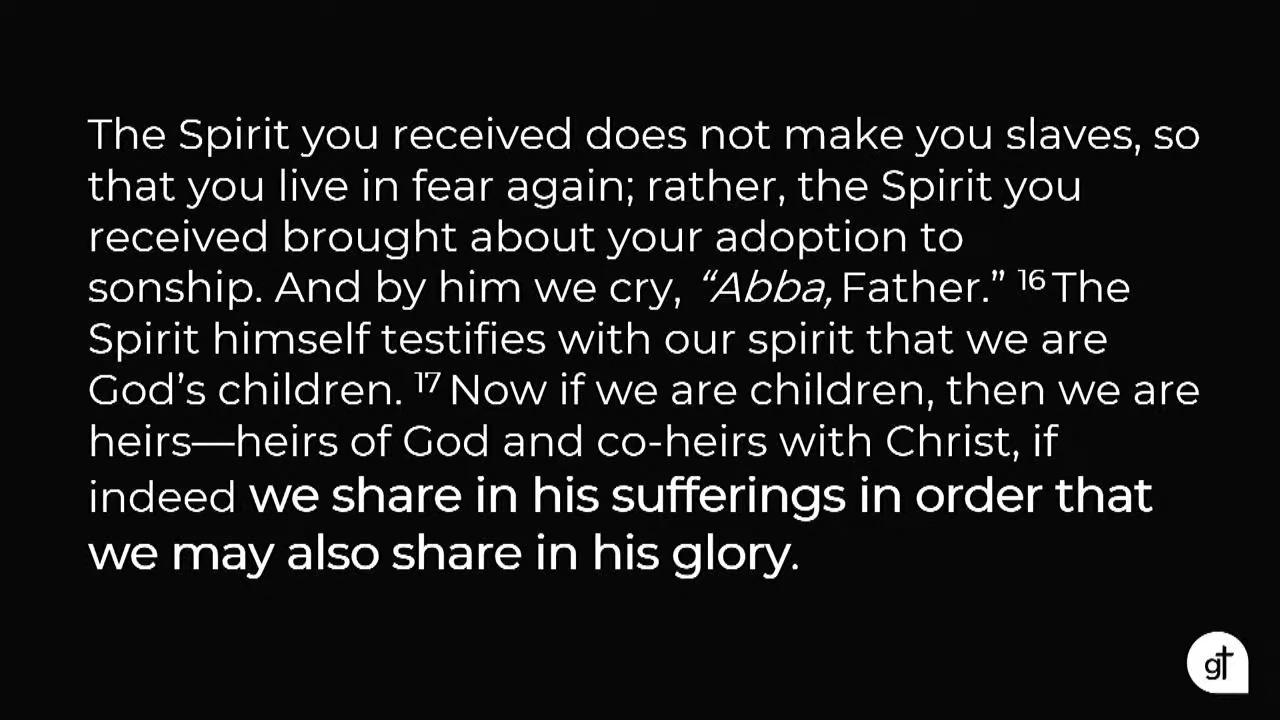 The Spirit you received does not make you slaves, so
that you live in fear again; rather, the Spirit you
received brought about your adoption to
sonship. And by him we cry, “Abba, Father.” ¹⁶ The
Spirit himself testifies with our spirit that we are
God’s children. ¹⁷ Now if we are children, then we are
heirs—heirs of God and co-heirs with Christ, if
indeed we share in his sufferings in order that
we may also share in his glory.
gt